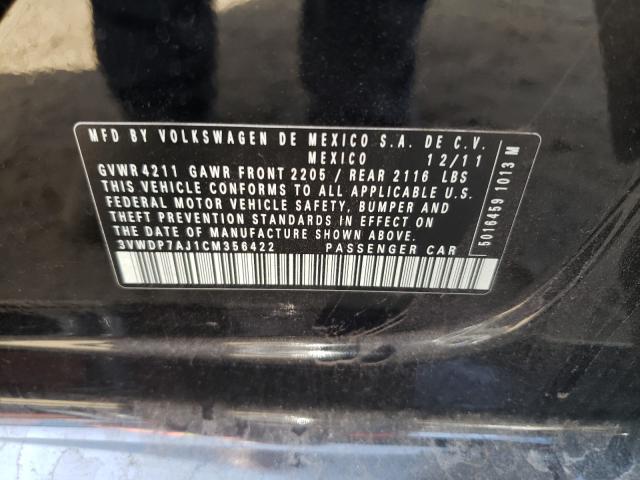 MFD BY VOLKSWAGEN DE MEXICO S.A. DE C.V.
MEXICO 12/11
GVWR 4211 GAWR FRONT 2205 / REAR 2116 LBS
THIS VEHICLE CONFORMS TO ALL APPLICABLE U.S.
FEDERAL MOTOR VEHICLE SAFETY, BUMPER AND
THEFT PREVENTION STANDARDS IN EFFECT ON
THE DATE OF MANUFACTURE SHOWN ABOVE.
3VWDP7AJ1CM356422 PASSENGER CAR
5016459 1013 M